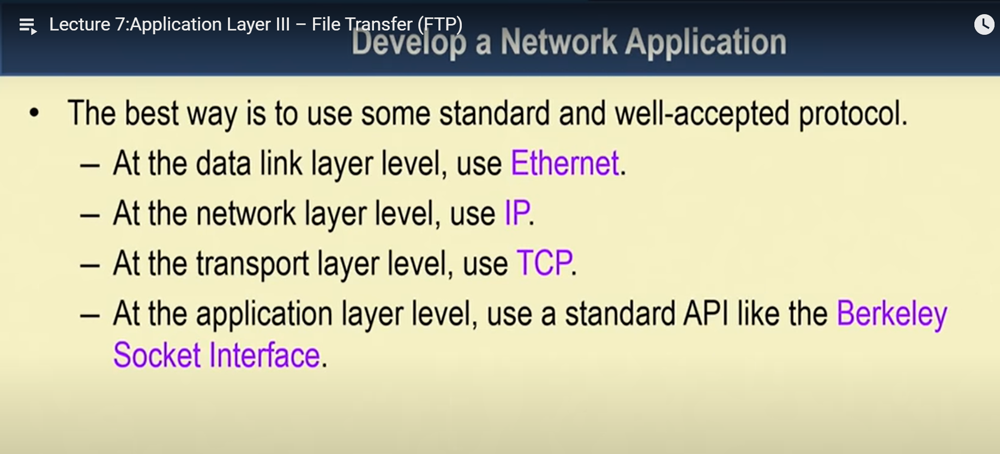 Lecture 7:Application Layer III – File Transfer (FTP)
Develop a Network Application
• The best way is to use some standard and well-accepted protocol.
– At the data link layer level, use Ethernet.
– At the network layer level, use IP.
– At the transport layer level, use TCP.
– At the application layer level, use a standard API like the Berkeley
Socket Interface.